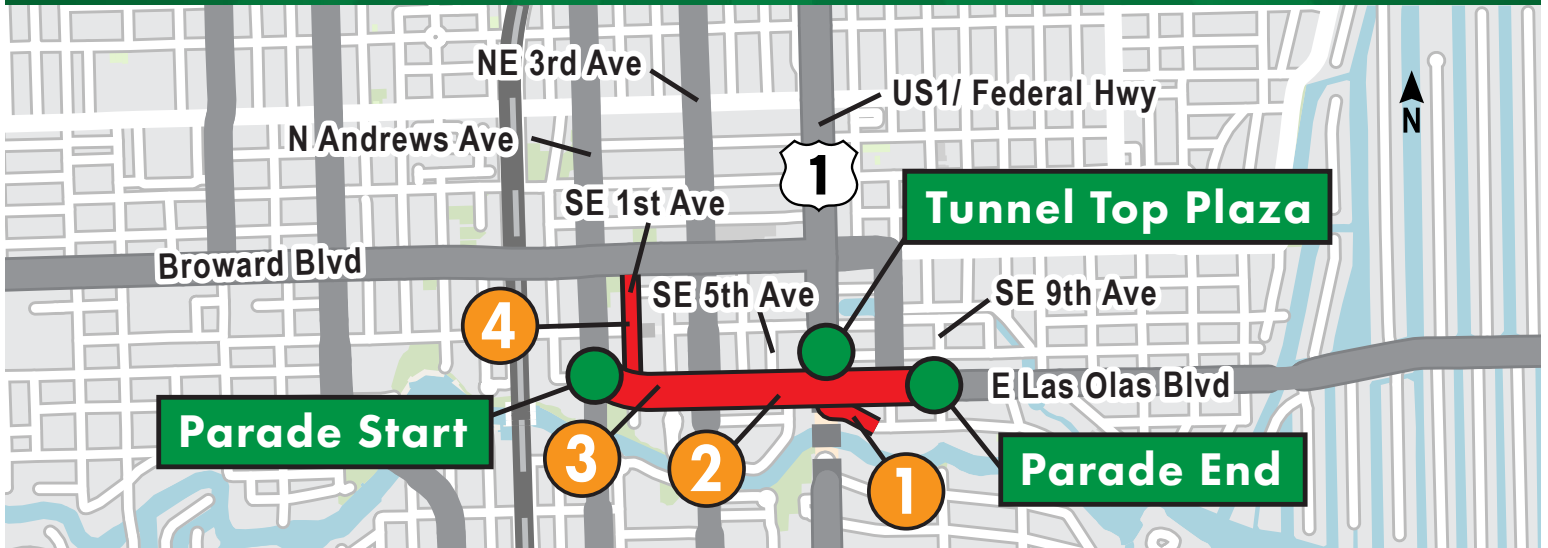 NE 3rd Ave
US1/ Federal Hwy
N
N Andrews Ave
1
SE 1st Ave
Tunnel Top Plaza
Broward Blvd
SE 5th Ave
SE 9th Ave
4
E Las Olas Blvd
Parade Start
3
2
1
Parade End